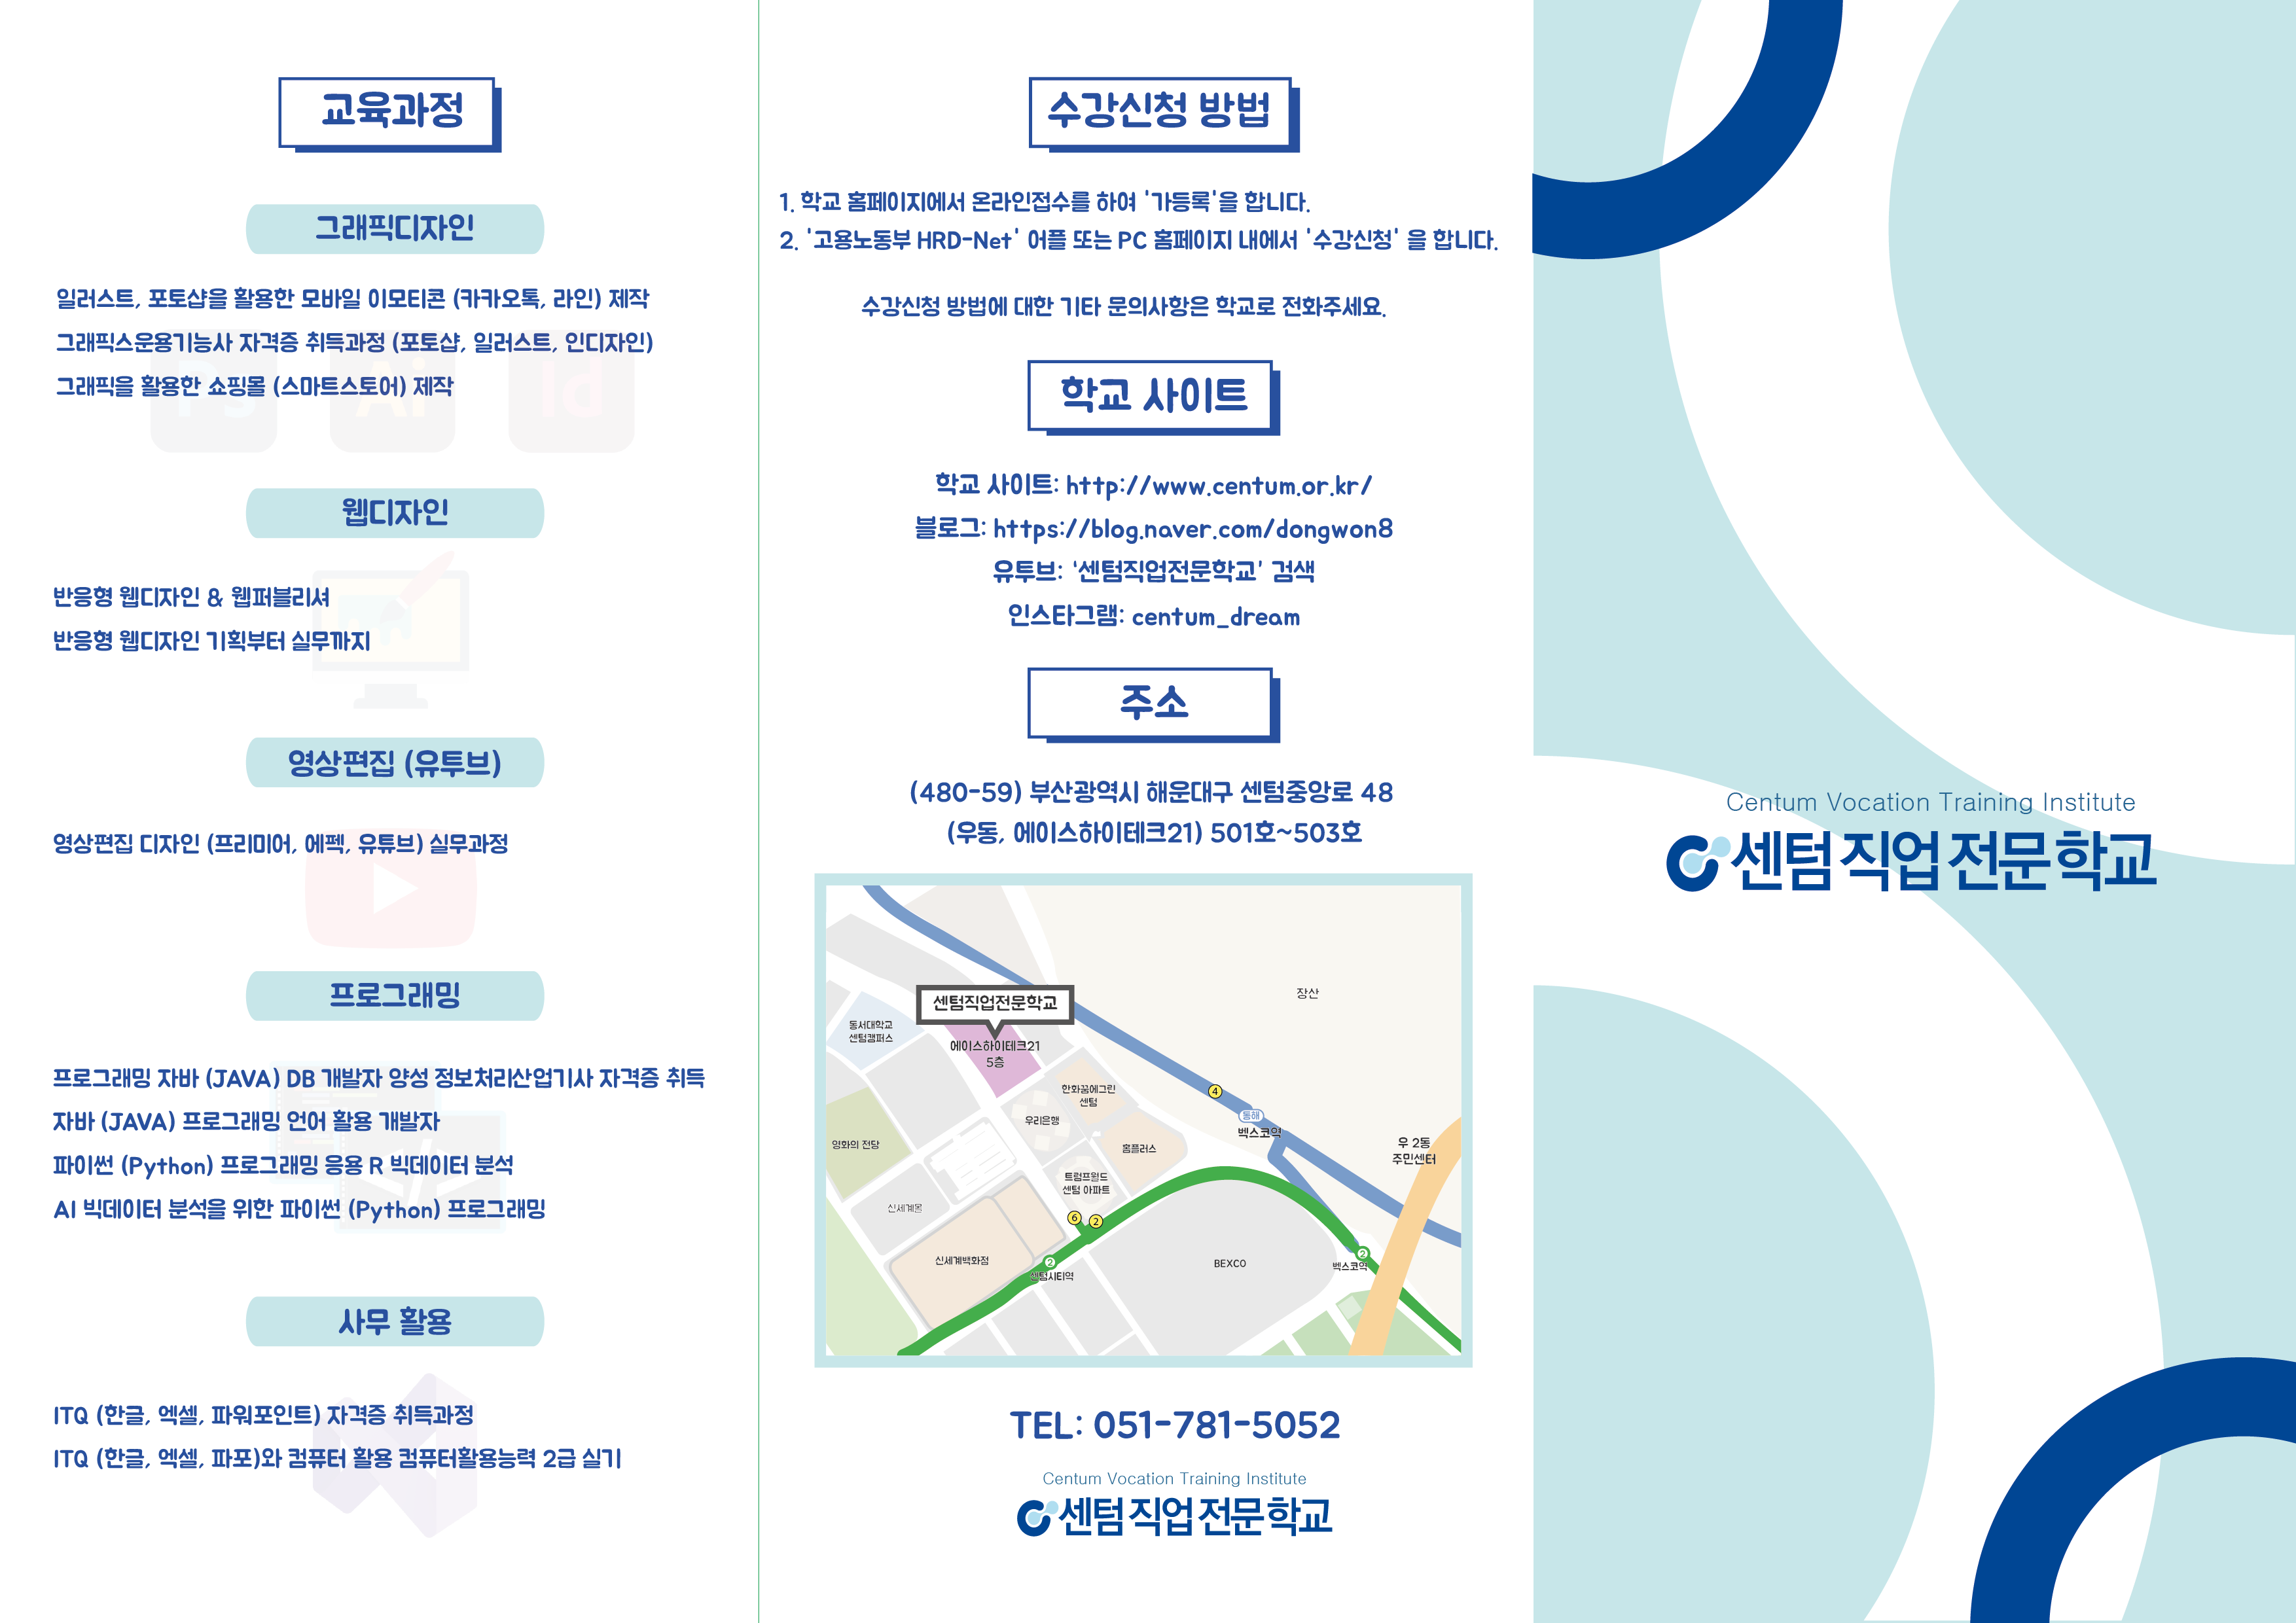 교육과정
그래픽디자인
일러스트, 포토샵을 활용한 모바일 이모티콘 (카카오톡, 라인) 제작
그래픽스운용기능사 자격증 취득과정 (포토샵, 일러스트, 인디자인)
그래픽을 활용한 쇼핑몰 (스마트스토어) 제작
Ps Ai Id
웹디자인
반응형 웹디자인 & 웹퍼블리셔
반응형 웹디자인 기획부터 실무까지
영상편집 (유투브)
영상편집 디자인 (프리미어, 에펙, 유튜브) 실무과정
프로그래밍
프로그래밍 자바 (JAVA) DB 개발자 양성 정보처리산업기사 자격증 취득
자바 (JAVA) 프로그래밍 언어 활용 개발자
파이썬 (Python) 프로그래밍 응용 R 빅데이터 분석
AI 빅데이터 분석을 위한 파이썬 (Python) 프로그래밍
</>
사무 활용
ITQ (한글, 엑셀, 파워포인트) 자격증 취득과정
ITQ (한글, 엑셀, 파포)와 컴퓨터 활용 컴퓨터활용능력 2급 실기
수강신청 방법
1. 학교 홈페이지에서 온라인접수를 하여 '가등록'을 합니다.
2. '고용노동부 HRD-Net' 어플 또는 PC 홈페이지 내에서 '수강신청' 을 합니다.
수강신청 방법에 대한 기타 문의사항은 학교로 전화주세요.
학교 사이트
학교 사이트: http://www.centum.or.kr/
블로그: https://blog.naver.com/dongwon8
유투브: ‘센텀직업전문학교’ 검색
인스타그램: centum_dream
주소
(480-59) 부산광역시 해운대구 센텀중앙로 48
(우동, 에이스하이테크21) 501호~503호
장산
센텀직업전문학교
동서대학교
센텀캠퍼스
에이스하이테크21
5층
한화꿈에그린
센텀
4
동해
벡스코역
우리은행
영화의 전당
홈플러스
우 2동
주민센터
트럼프월드
센텀 아파트
신세계몰
6
2
신세계백화점
2
센텀시티역
BEXCO
2
벡스코역
TEL: 051-781-5052
Centum Vocation Training Institute
센텀직업전문학교
Centum Vocation Training Institute
센텀직업전문학교